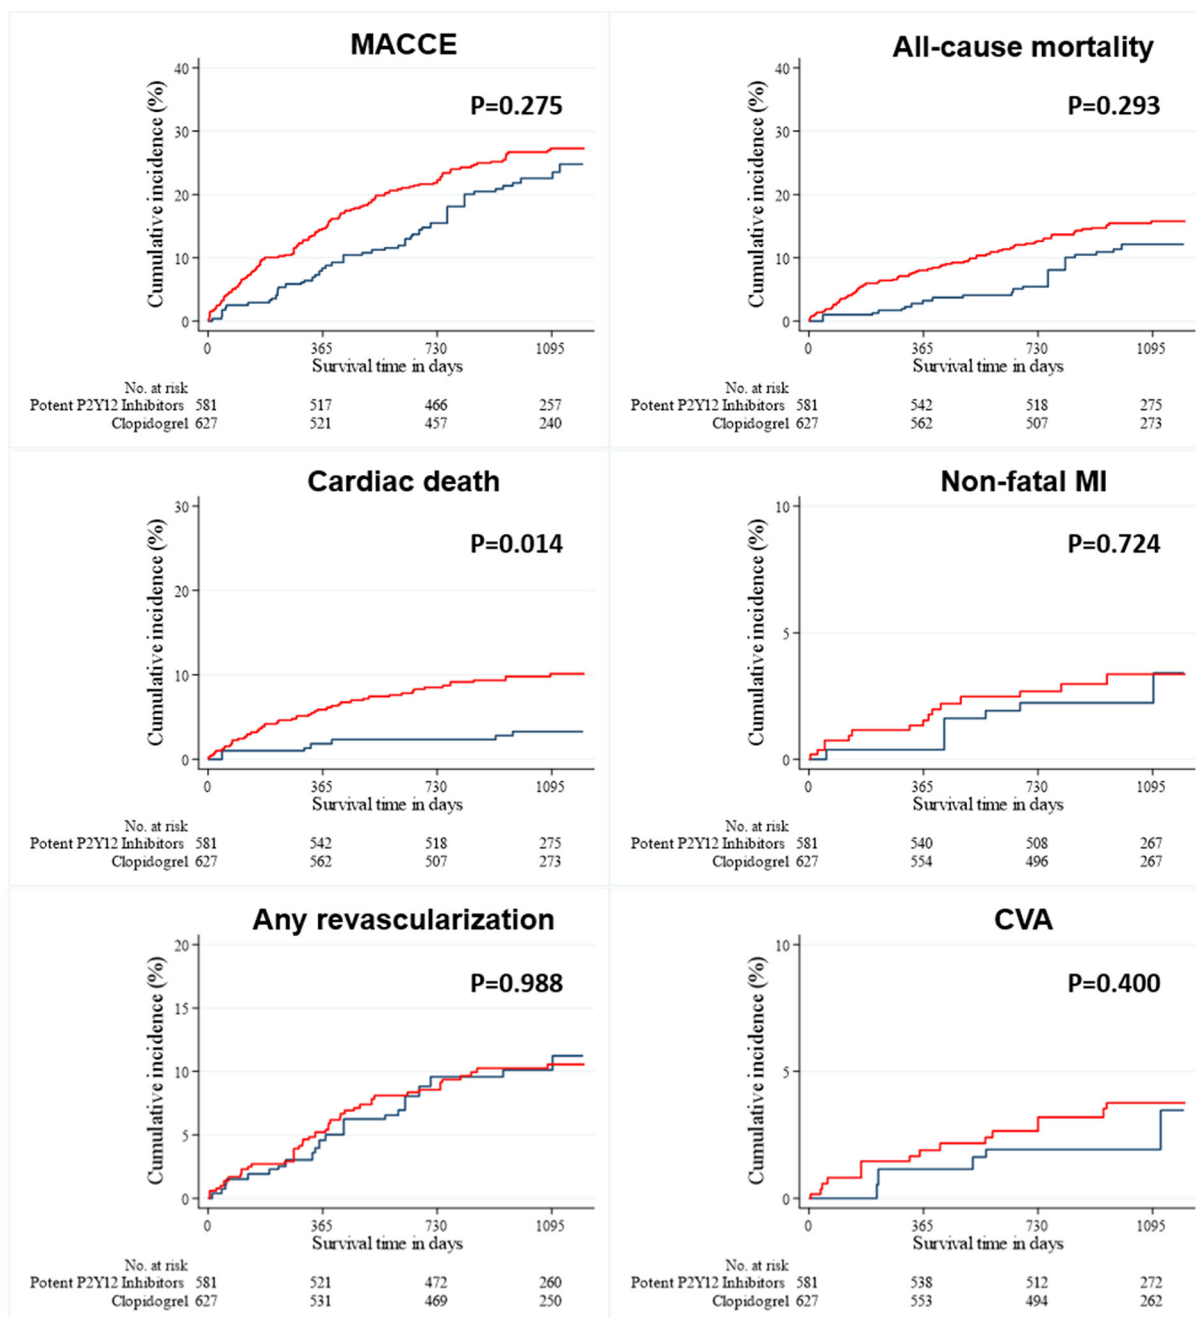 MACCE
P=0.275
Cumulative incidence (%)
40
30
20
10
0
0 365 730 1095
Survival time in days
No. at risk
Potent P2Y12 Inhibitors 581 517 466 257
Clopidogrel 627 521 457 240
All-cause mortality
P=0.293
Cumulative incidence (%)
40
30
20
10
0
0 365 730 1095
Survival time in days
No. at risk
Potent P2Y12 Inhibitors 581 542 518 275
Clopidogrel 627 562 507 273
Cardiac death
P=0.014
Cumulative incidence (%)
30
20
10
0
0 365 730 1095
Survival time in days
No. at risk
Potent P2Y12 Inhibitors 581 542 518 275
Clopidogrel 627 562 507 273
Non-fatal MI
P=0.724
Cumulative incidence (%)
10
5
0
0 365 730 1095
Survival time in days
No. at risk
Potent P2Y12 Inhibitors 581 540 508 267
Clopidogrel 627 554 496 267
Any revascularization
P=0.988
Cumulative incidence (%)
20
15
10
5
0
0 365 730 1095
Survival time in days
No. at risk
Potent P2Y12 Inhibitors 581 521 472 260
Clopidogrel 627 531 469 250
CVA
P=0.400
Cumulative incidence (%)
10
5
0
0 365 730 1095
Survival time in days
No. at risk
Potent P2Y12 Inhibitors 581 538 512 272
Clopidogrel 627 553 494 262